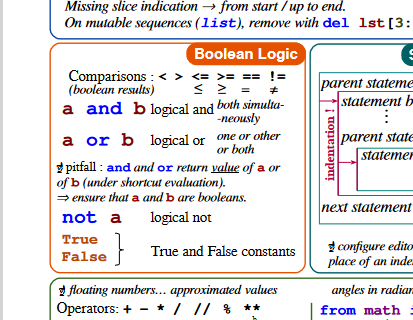 Missing slice indication → from start / up to end.
On mutable sequences (list), remove with del lst[3:
Boolean Logic
Comparisons : < > <= >= == !=
(boolean results) ≤ ≥ = ≠
a and b logical and both simulta-
-neously
a or b logical or one or other
or both
pitfall : and and or return value of a or
of b (under shortcut evaluation).
⇒ ensure that a and b are booleans.
not a logical not
True
False
True and False constants
parent stateme
statement b
⋮
parent state
statemen
indentation !
next statement
configure edito
place of an inde
floating numbers… approximated values
angles in radian
Operators: + - * / // % **
from math